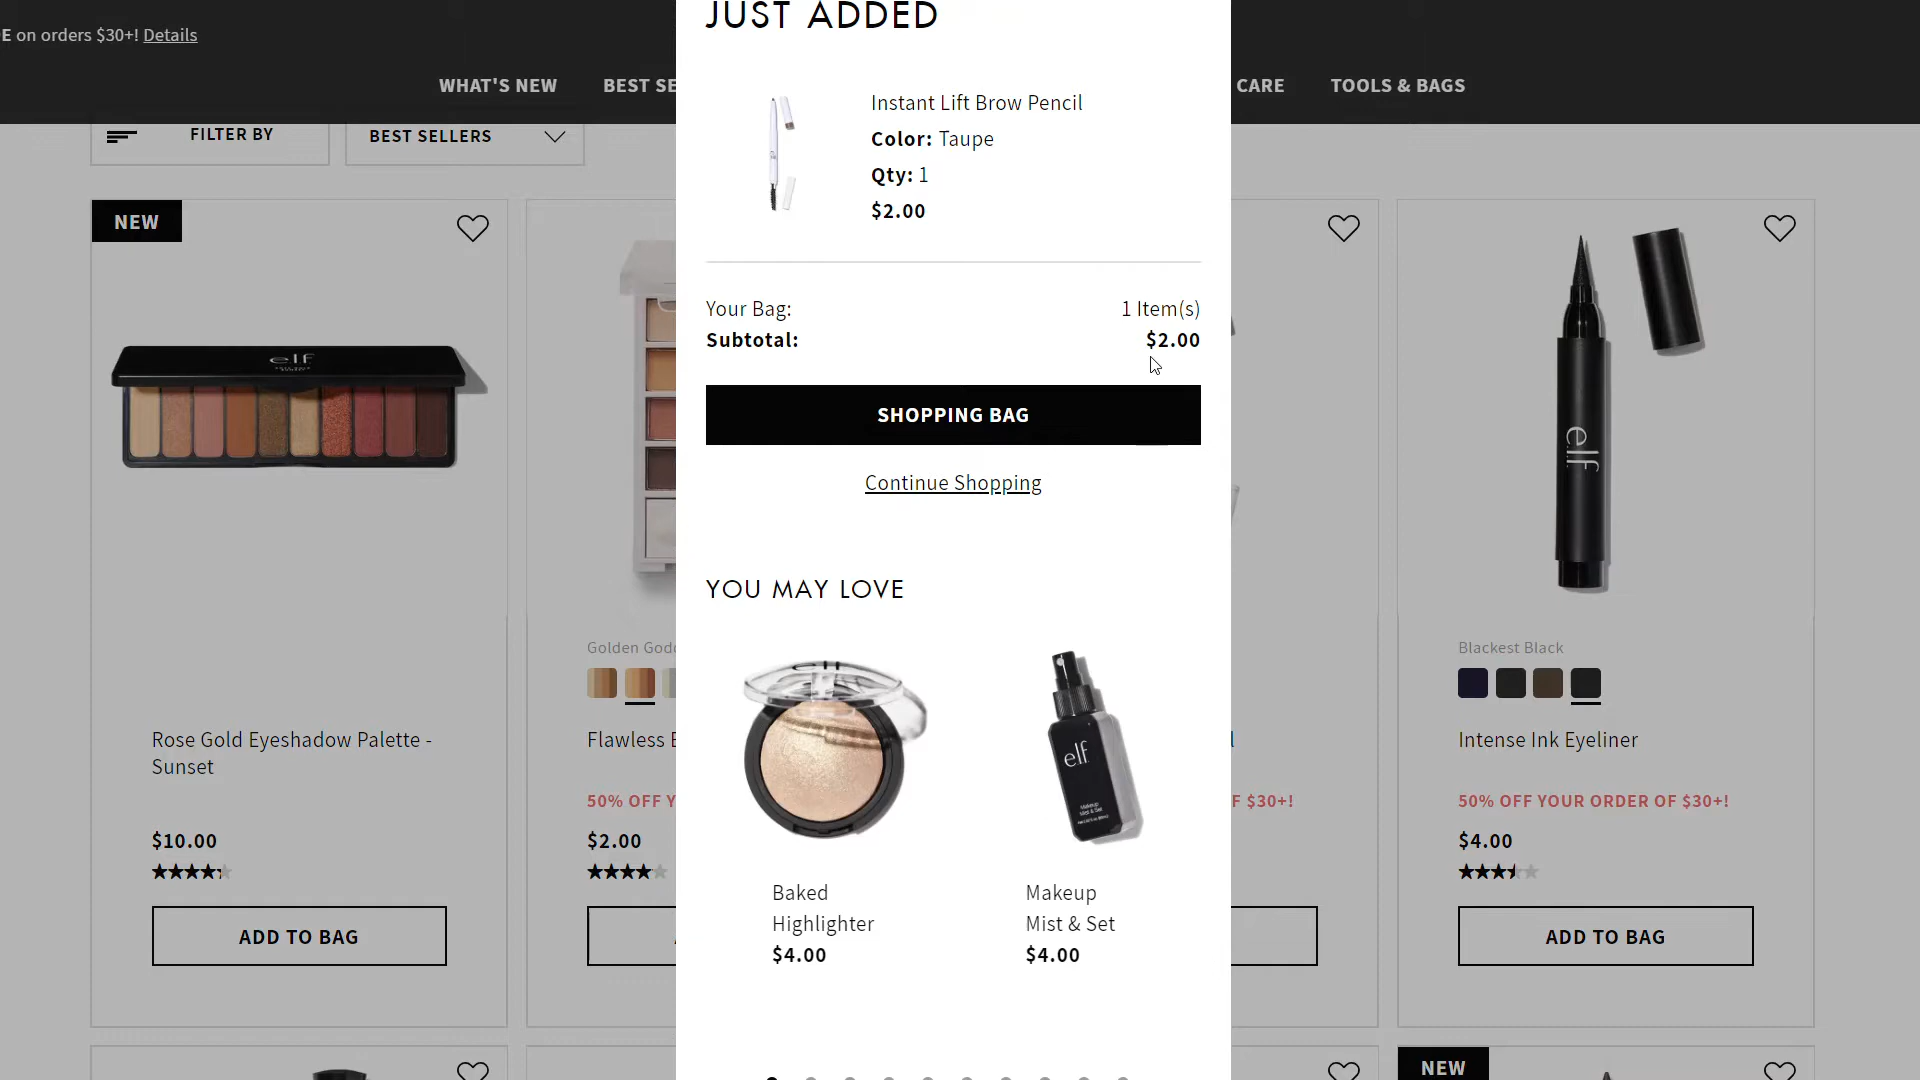 E on orders $30+! Details
WHAT'S NEW
BEST SE
CARE
TOOLS & BAGS
FILTER BY
BEST SELLERS
JUST ADDED
Instant Lift Brow Pencil
Color: Taupe
Qty: 1
$2.00
Your Bag: 1 Item(s)
Subtotal: $2.00
SHOPPING BAG
Continue Shopping
YOU MAY LOVE
elf
Makeup
Mist & Set
Baked
Highlighter
$4.00
Makeup
Mist & Set
$4.00
NEW
e.l.f.
Rose Gold Eyeshadow Palette -
Sunset
$10.00
ADD TO BAG
Golden God
Flawless E
50% OFF Y
$2.00
l
F $30+!
e.l.f.
Blackest Black
Intense Ink Eyeliner
50% OFF YOUR ORDER OF $30+!
$4.00
ADD TO BAG
NEW